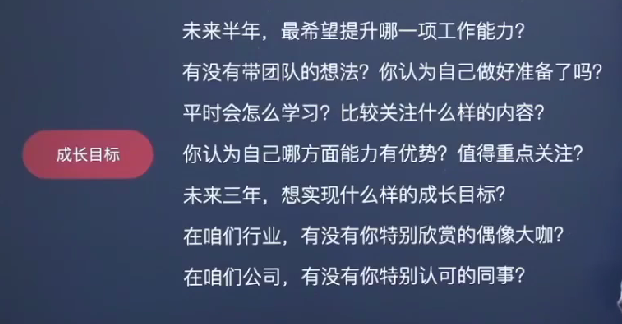 未来半年，最希望提升哪一项工作能力？
有没有带团队的想法？你认为自己做好准备了吗？
平时会怎么学习？比较关注什么样的内容？
成长目标
你认为自己哪方面能力有优势？值得重点关注？
未来三年，想实现什么样的成长目标？
在咱们行业，有没有你特别欣赏的偶像大咖？
在咱们公司，有没有你特别认可的同事？